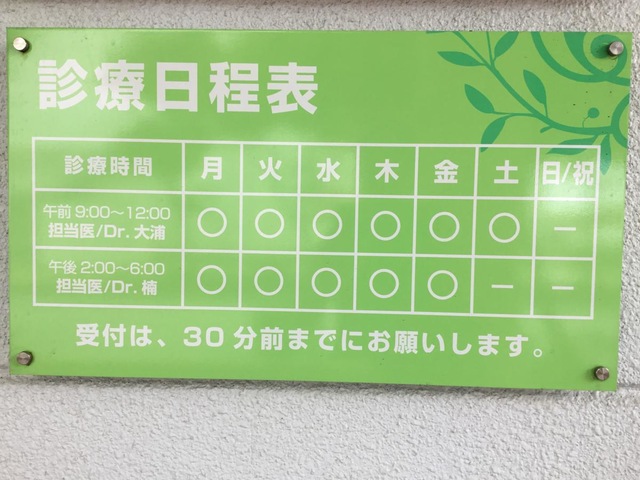 診療日程表
診療時間 月 火 水 木 金 土 日/祝
午前 9:00〜12:00 ○ ○ ○ ○ ○ ○ ー
担当医/Dr. 大浦
午後 2:00〜6:00 ○ ○ ○ ○ ○ ー ー
担当医/Dr. 楠
受付は、30分前までにお願いします。